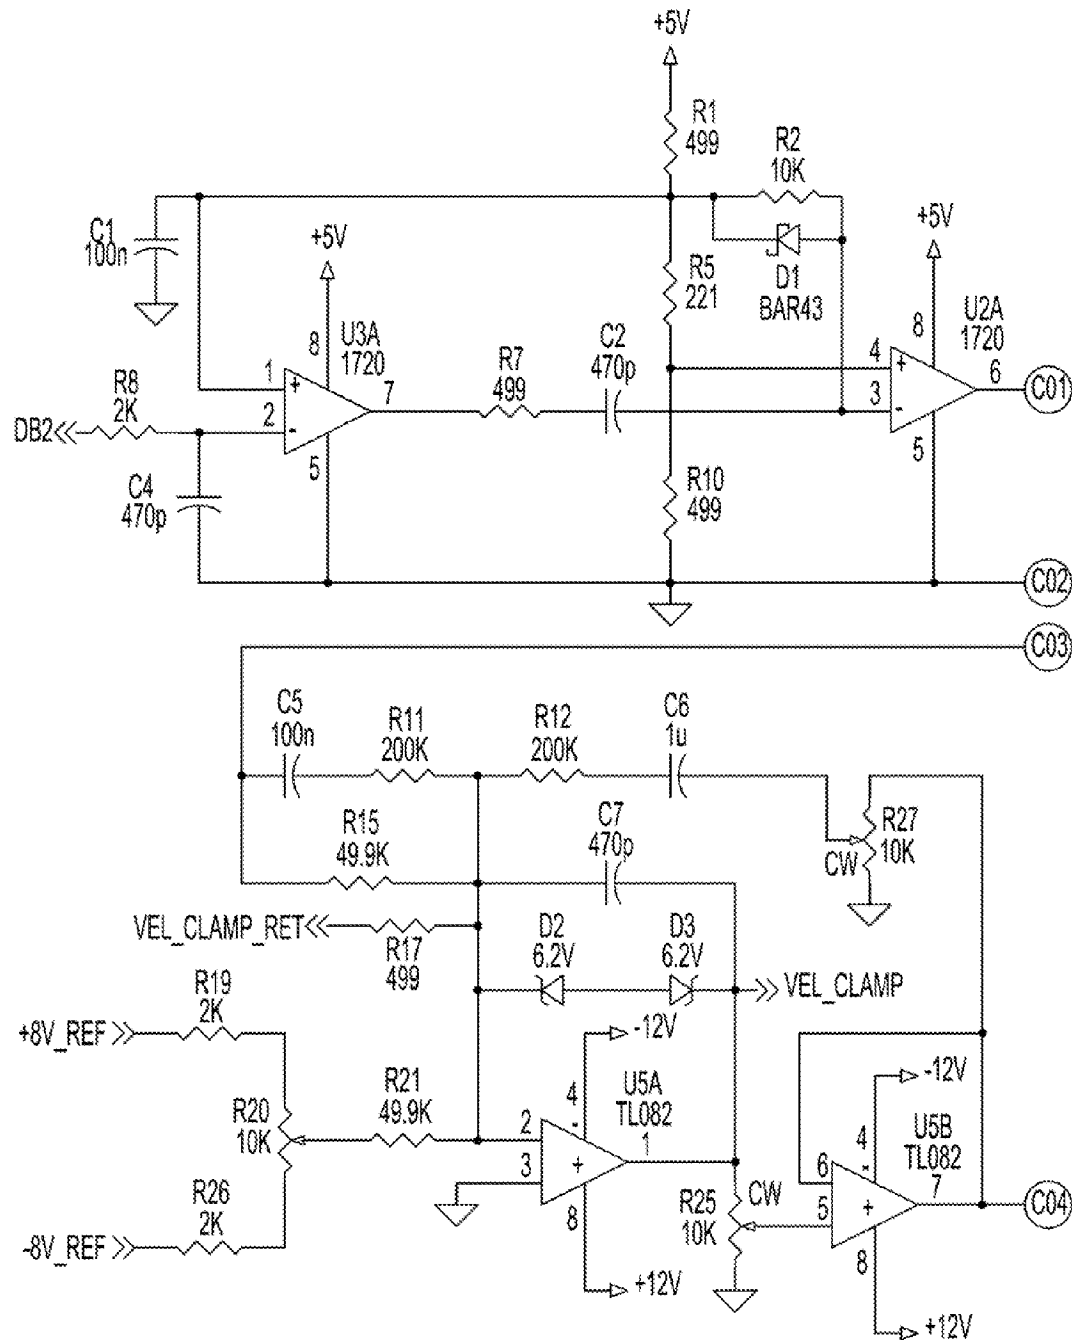 +5V
R1
499
R2
10K
C1
100n
+5V
+5V
R5
221
D1
BAR43
U3A
1720
8
1
2
7
5
R8
2K
DB2
C4
470p
R7
499
C2
470p
U2A
1720
8
4
3
6
5
C01
R10
499
C02
C03
C5
100n
R11
200K
R12
200K
C6
1u
R15
49.9K
C7
470p
R27
10K
CW
VEL_CLAMP_RET
R17
499
D2
6.2V
D3
6.2V
VEL_CLAMP
R19
2K
+8V_REF
-12V
R20
10K
R21
49.9K
U5A
TL082
4
-
2
3
+
1
8
+12V
R26
2K
-8V_REF
CW
R25
10K
-12V
U5B
TL082
4
-
6
5
+
7
8
+12V
C04